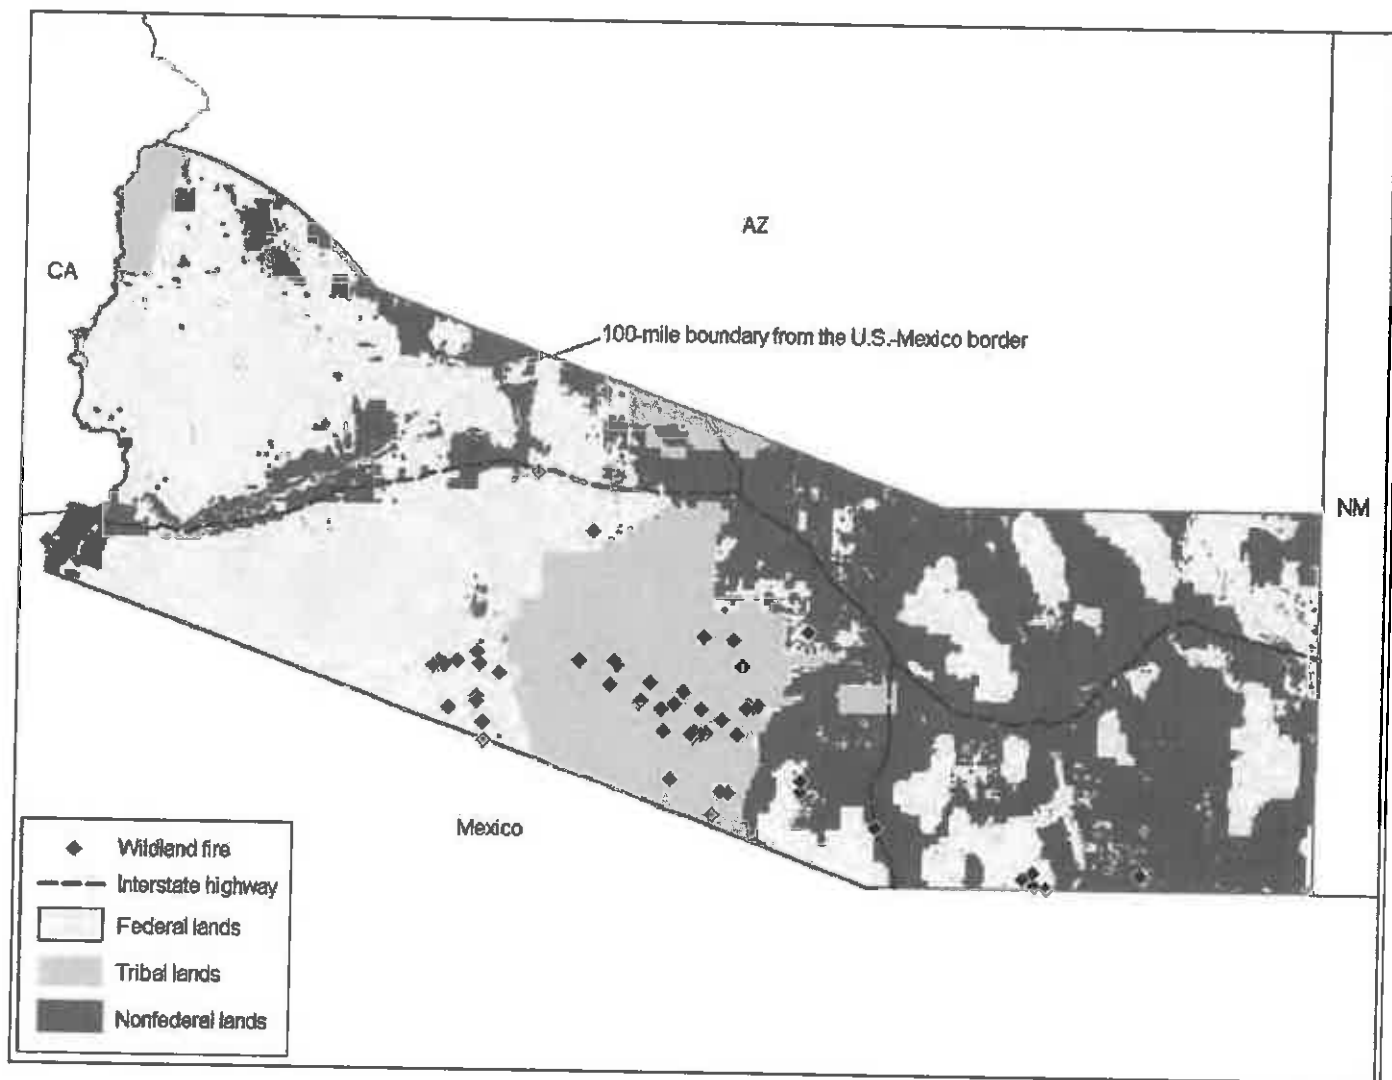 AZ
CA
100-mile boundary from the U.S.-Mexico border
NM
Mexico
Wildland fire
Interstate highway
Federal lands
Tribal lands
Nonfederal lands